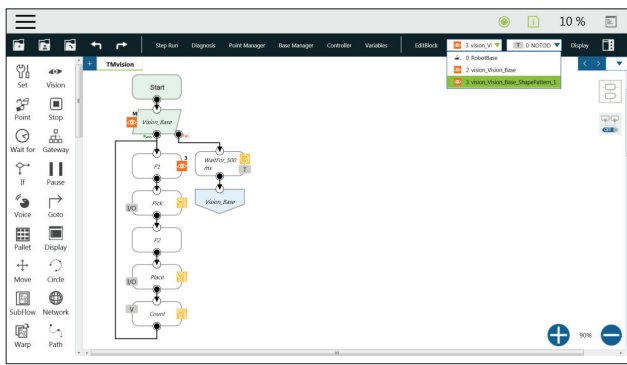 10 %
Step Run Diagnosis Point Manager Base Manager Controller Variables EditBlock 3 vision_Vi T 0 NOTOO Display
0 RobotBase
2 vision_Vision_Base
3 vision_Vision_Base_ShapePattern_1
+ TMvision
Set Vision
Point Stop
Wait for Gateway
If Pause
Voice Goto
Pallet Display
Move Circle
SubFlow Network
Warp Path
Start
M
Vision_Base
Pass Fail
3
P1
WaitFor_500
ms
T
Pick
I/O
Vision_Base
P2
Place
I/O
V
Count
OFF
90%